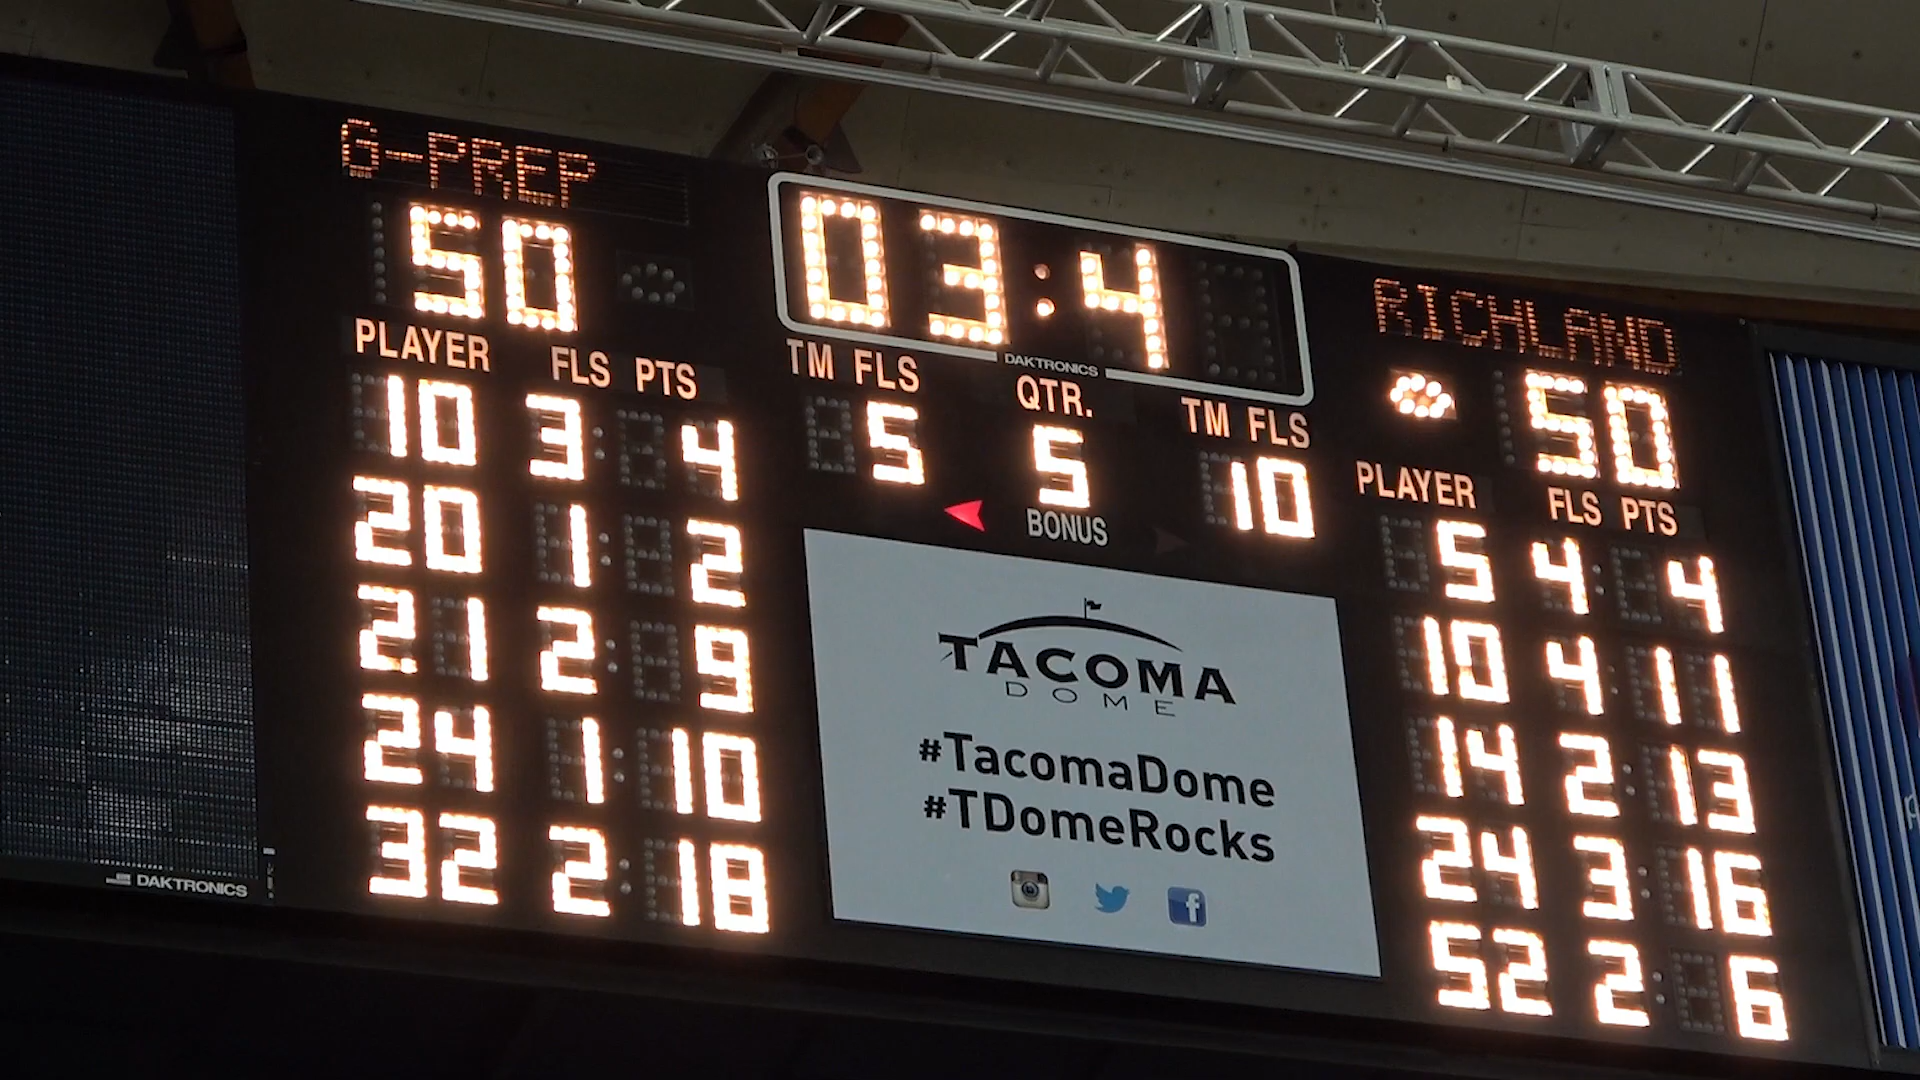 G-PREP
50
PLAYER FLS PTS
10 3 4
20 1 2
21 2 9
24 1 10
32 2 18
DAKTRONICS
03:4
DAKTRONICS
TM FLS
5
QTR.
5
BONUS
TM FLS
10
TACOMA
DOME
#TacomaDome
#TDomeRocks
f
RICHLAND
50
PLAYER FLS PTS
5 4 4
10 4 11
14 2 13
24 3 16
52 2 6